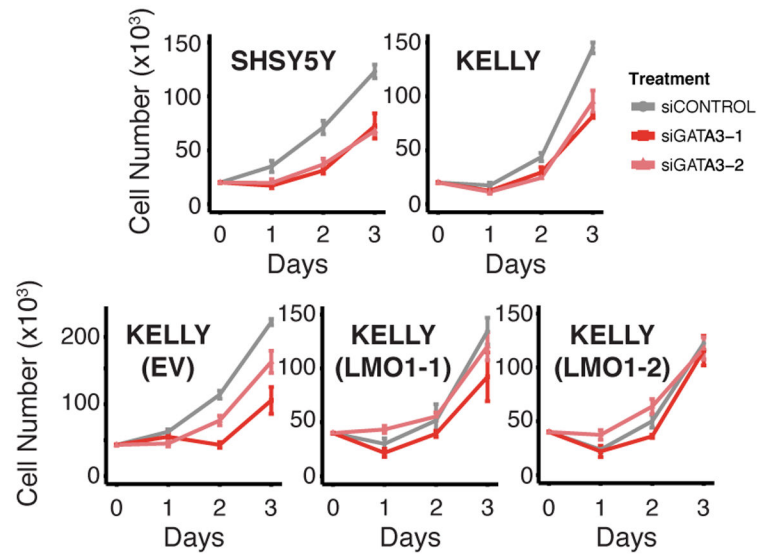 Cell Number (x10³)
150
100
50
0
SHSY5Y
0 1 2 3
Days
150
100
50
0
KELLY
0 1 2 3
Days
Treatment
siCONTROL
siGATA3–1
siGATA3–2
Cell Number (x10³)
200
100
0
KELLY
(EV)
0 1 2 3
Days
150
100
50
0
KELLY
(LMO1-1)
0 1 2 3
Days
150
100
50
0
KELLY
(LMO1-2)
0 1 2 3
Days